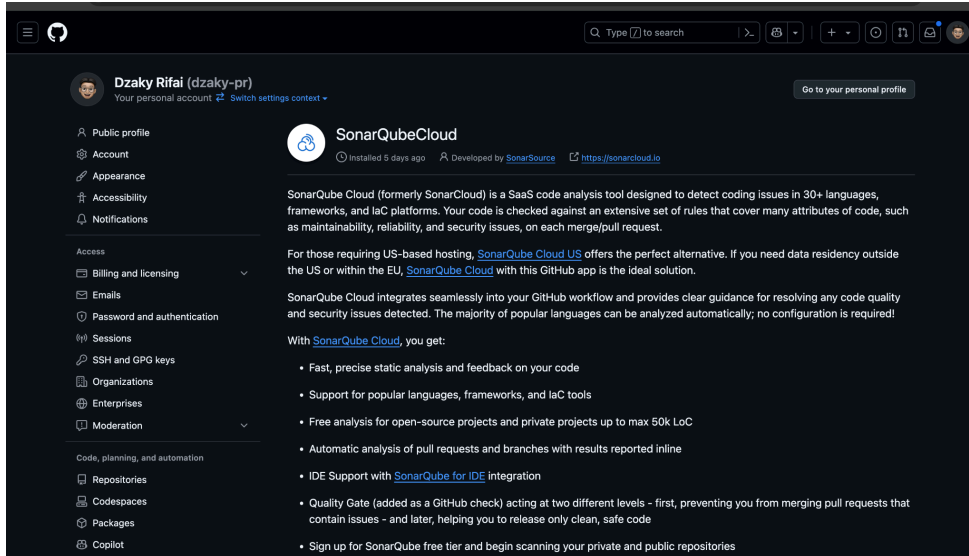 Type / to search
Dzaky Rifai (dzaky-pr)
Your personal account Switch settings context
Go to your personal profile
Public profile
Account
Appearance
Accessibility
Notifications
Access
Billing and licensing
Emails
Password and authentication
Sessions
SSH and GPG keys
Organizations
Enterprises
Moderation
Code, planning, and automation
Repositories
Codespaces
Packages
Copilot
SonarQubeCloud
Installed 5 days ago Developed by SonarSource https://sonarcloud.io
SonarQube Cloud (formerly SonarCloud) is a SaaS code analysis tool designed to detect coding issues in 30+ languages,
frameworks, and IaC platforms. Your code is checked against an extensive set of rules that cover many attributes of code, such
as maintainability, reliability, and security issues, on each merge/pull request.
For those requiring US-based hosting, SonarQube Cloud US offers the perfect alternative. If you need data residency outside
the US or within the EU, SonarQube Cloud with this GitHub app is the ideal solution.
SonarQube Cloud integrates seamlessly into your GitHub workflow and provides clear guidance for resolving any code quality
and security issues detected. The majority of popular languages can be analyzed automatically; no configuration is required!
With SonarQube Cloud, you get:
• Fast, precise static analysis and feedback on your code
• Support for popular languages, frameworks, and IaC tools
• Free analysis for open-source projects and private projects up to max 50k LoC
• Automatic analysis of pull requests and branches with results reported inline
• IDE Support with SonarQube for IDE integration
• Quality Gate (added as a GitHub check) acting at two different levels - first, preventing you from merging pull requests that
contain issues - and later, helping you to release only clean, safe code
• Sign up for SonarQube free tier and begin scanning your private and public repositories